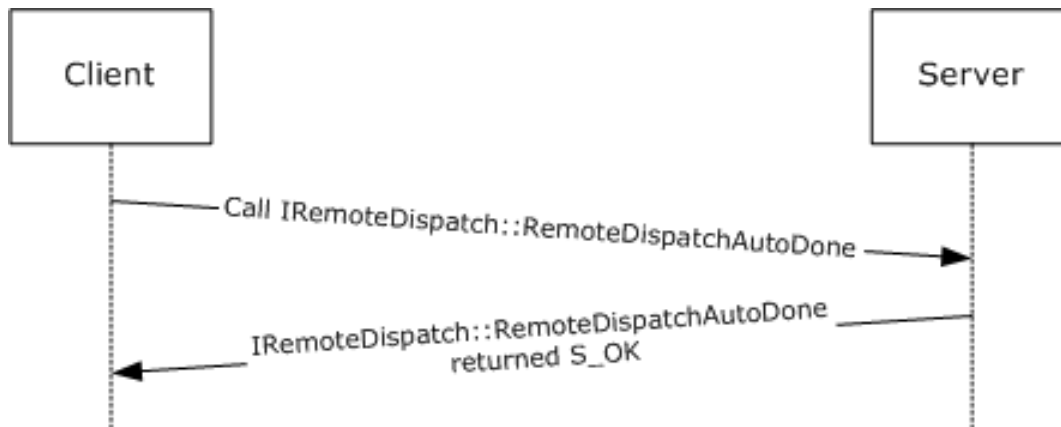 Client
Server
Call IRemoteDispatch::RemoteDispatchAutoDone
IRemoteDispatch::RemoteDispatchAutoDone
returned S_OK